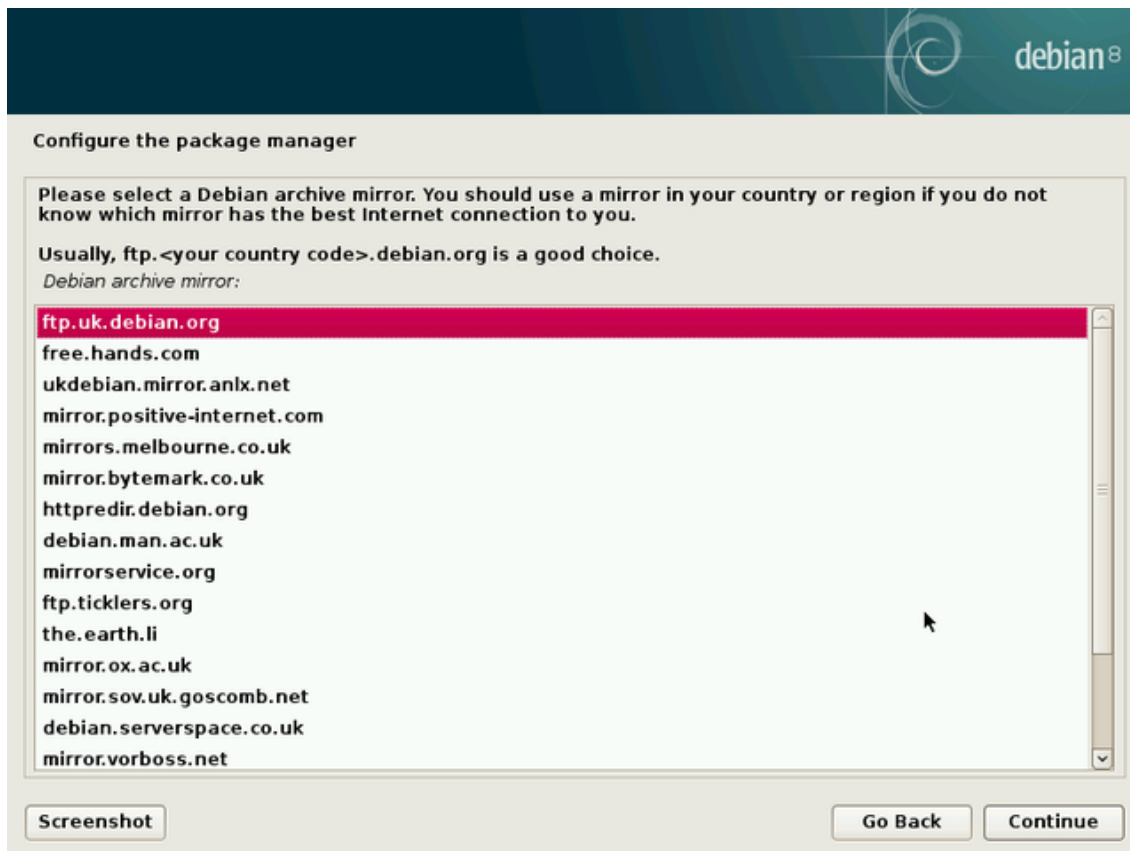 debian 8
Configure the package manager
Please select a Debian archive mirror. You should use a mirror in your country or region if you do not
know which mirror has the best Internet connection to you.
Usually, ftp.<your country code>.debian.org is a good choice.
Debian archive mirror:
ftp.uk.debian.org
free.hands.com
ukdebian.mirror.anlx.net
mirror.positive-internet.com
mirrors.melbourne.co.uk
mirror.bytemark.co.uk
httpredir.debian.org
debian.man.ac.uk
mirrorservice.org
ftp.ticklers.org
the.earth.li
mirror.ox.ac.uk
mirror.sov.uk.goscomb.net
debian.serverspace.co.uk
mirror.vorboss.net
Screenshot
Go Back
Continue